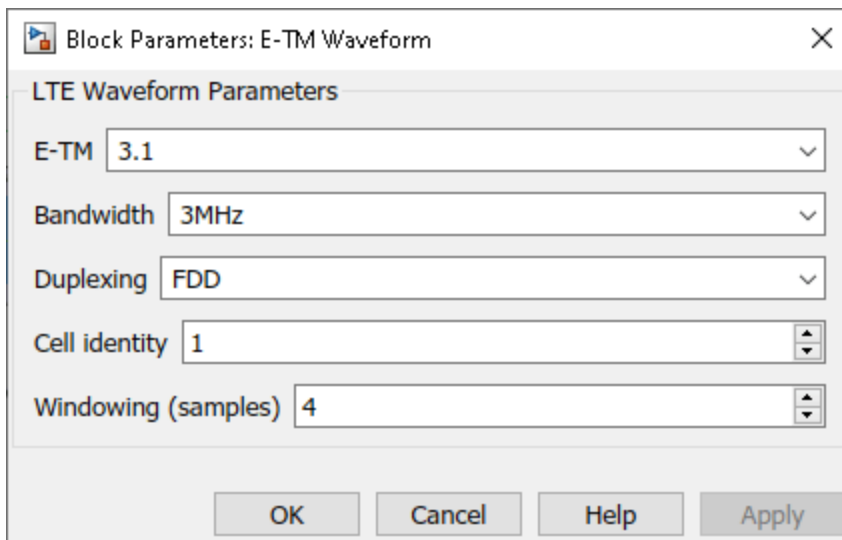 Block Parameters: E-TM Waveform
LTE Waveform Parameters
E-TM 3.1
Bandwidth 3MHz
Duplexing FDD
Cell identity 1
Windowing (samples) 4
OK Cancel Help Apply